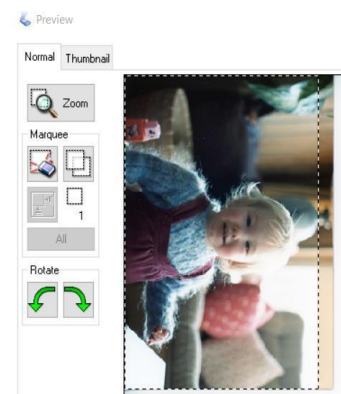 Preview
Normal Thumbnail
Zoom
Marquee
1
All
Rotate